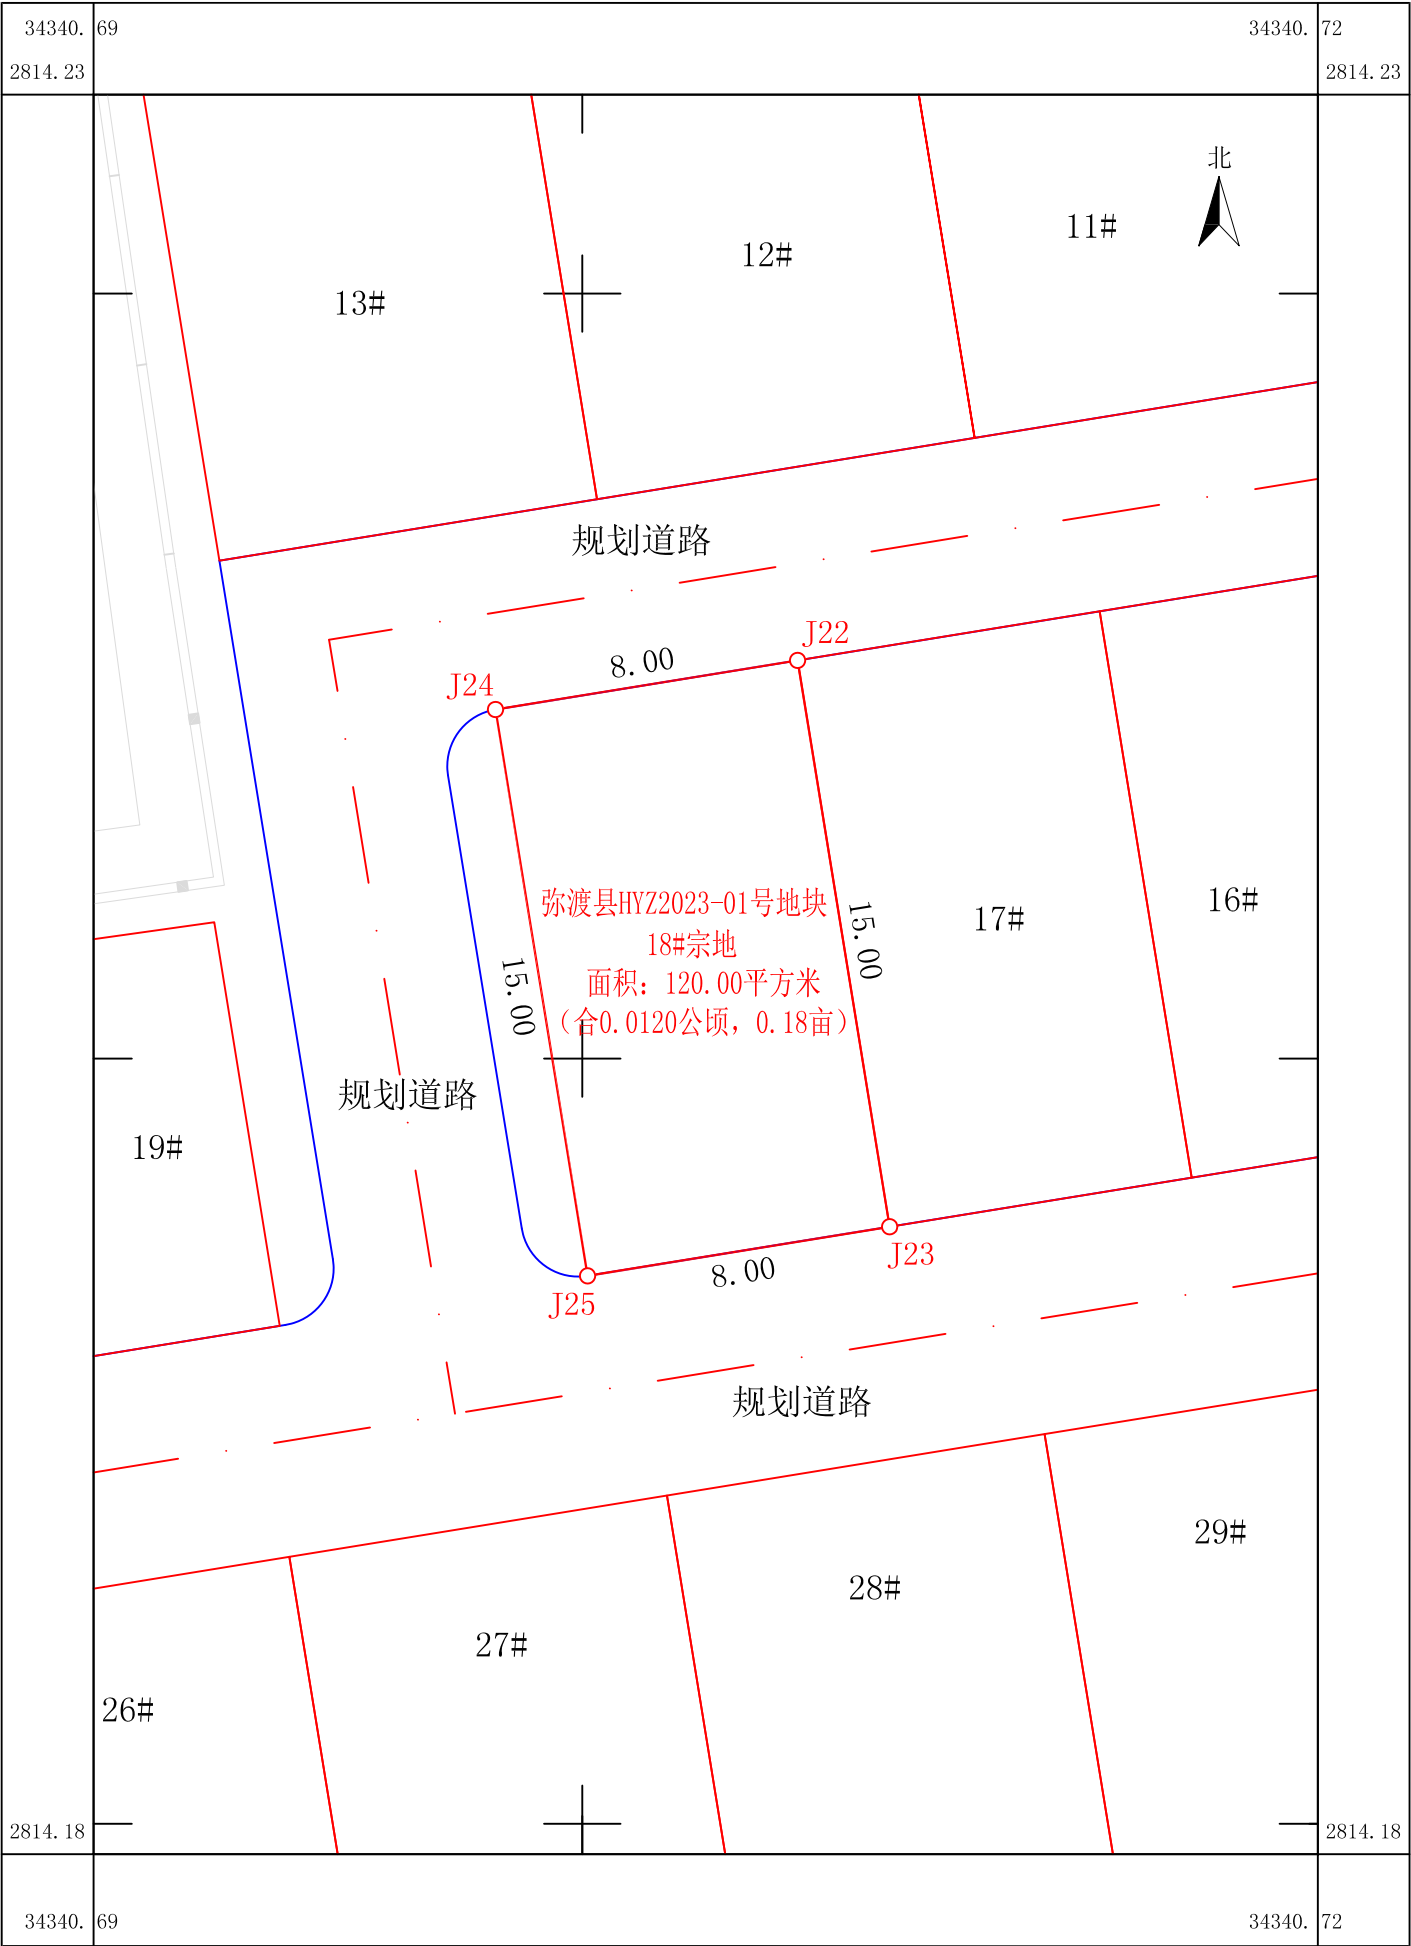 34340. 69
34340. 72
2814.23
2814.23
北
11#
12#
13#
规划道路
J22
8.00
J24
弥渡县HYZ2023-01号地块
18#宗地
面积：120.00平方米
（合0.0120公顷，0.18亩）
15.00
15.00
17#
16#
规划道路
19#
J23
8.00
J25
规划道路
29#
28#
27#
26#
2814.18
2814.18
34340. 69
34340. 72